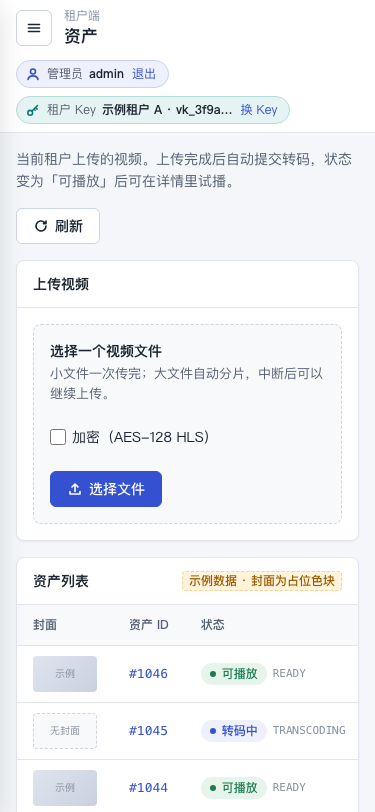 租户端
资产
管理员 admin 退出
租户 Key 示例租户 A · vk_3f9a… 换 Key
当前租户上传的视频。上传完成后自动提交转码，状态
变为「可播放」后可在详情里试播。
刷新
上传视频
选择一个视频文件
小文件一次传完；大文件自动分片，中断后可以
继续上传。
加密（AES-128 HLS）
选择文件
资产列表 示例数据 · 封面为占位色块
封面 资产 ID 状态
示例 #1046 可播放 READY
无封面 #1045 转码中 TRANSCODING
示例 #1044 可播放 READY